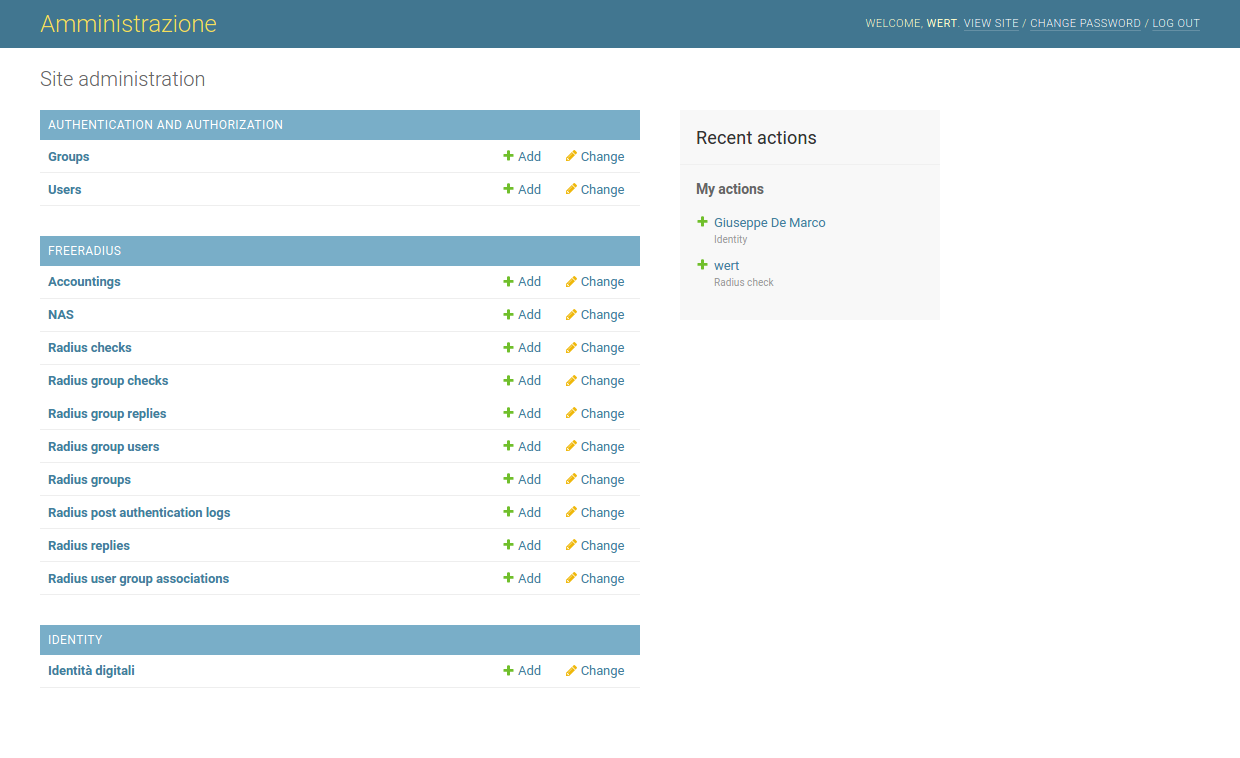 Amministrazione
WELCOME, WERT. VIEW SITE / CHANGE PASSWORD / LOG OUT
Site administration
AUTHENTICATION AND AUTHORIZATION
Groups Add Change
Users Add Change
FREERADIUS
Accountings Add Change
NAS Add Change
Radius checks Add Change
Radius group checks Add Change
Radius group replies Add Change
Radius group users Add Change
Radius groups Add Change
Radius post authentication logs Add Change
Radius replies Add Change
Radius user group associations Add Change
IDENTITY
Identità digitali Add Change
Recent actions
My actions
Giuseppe De Marco
Identity
wert
Radius check